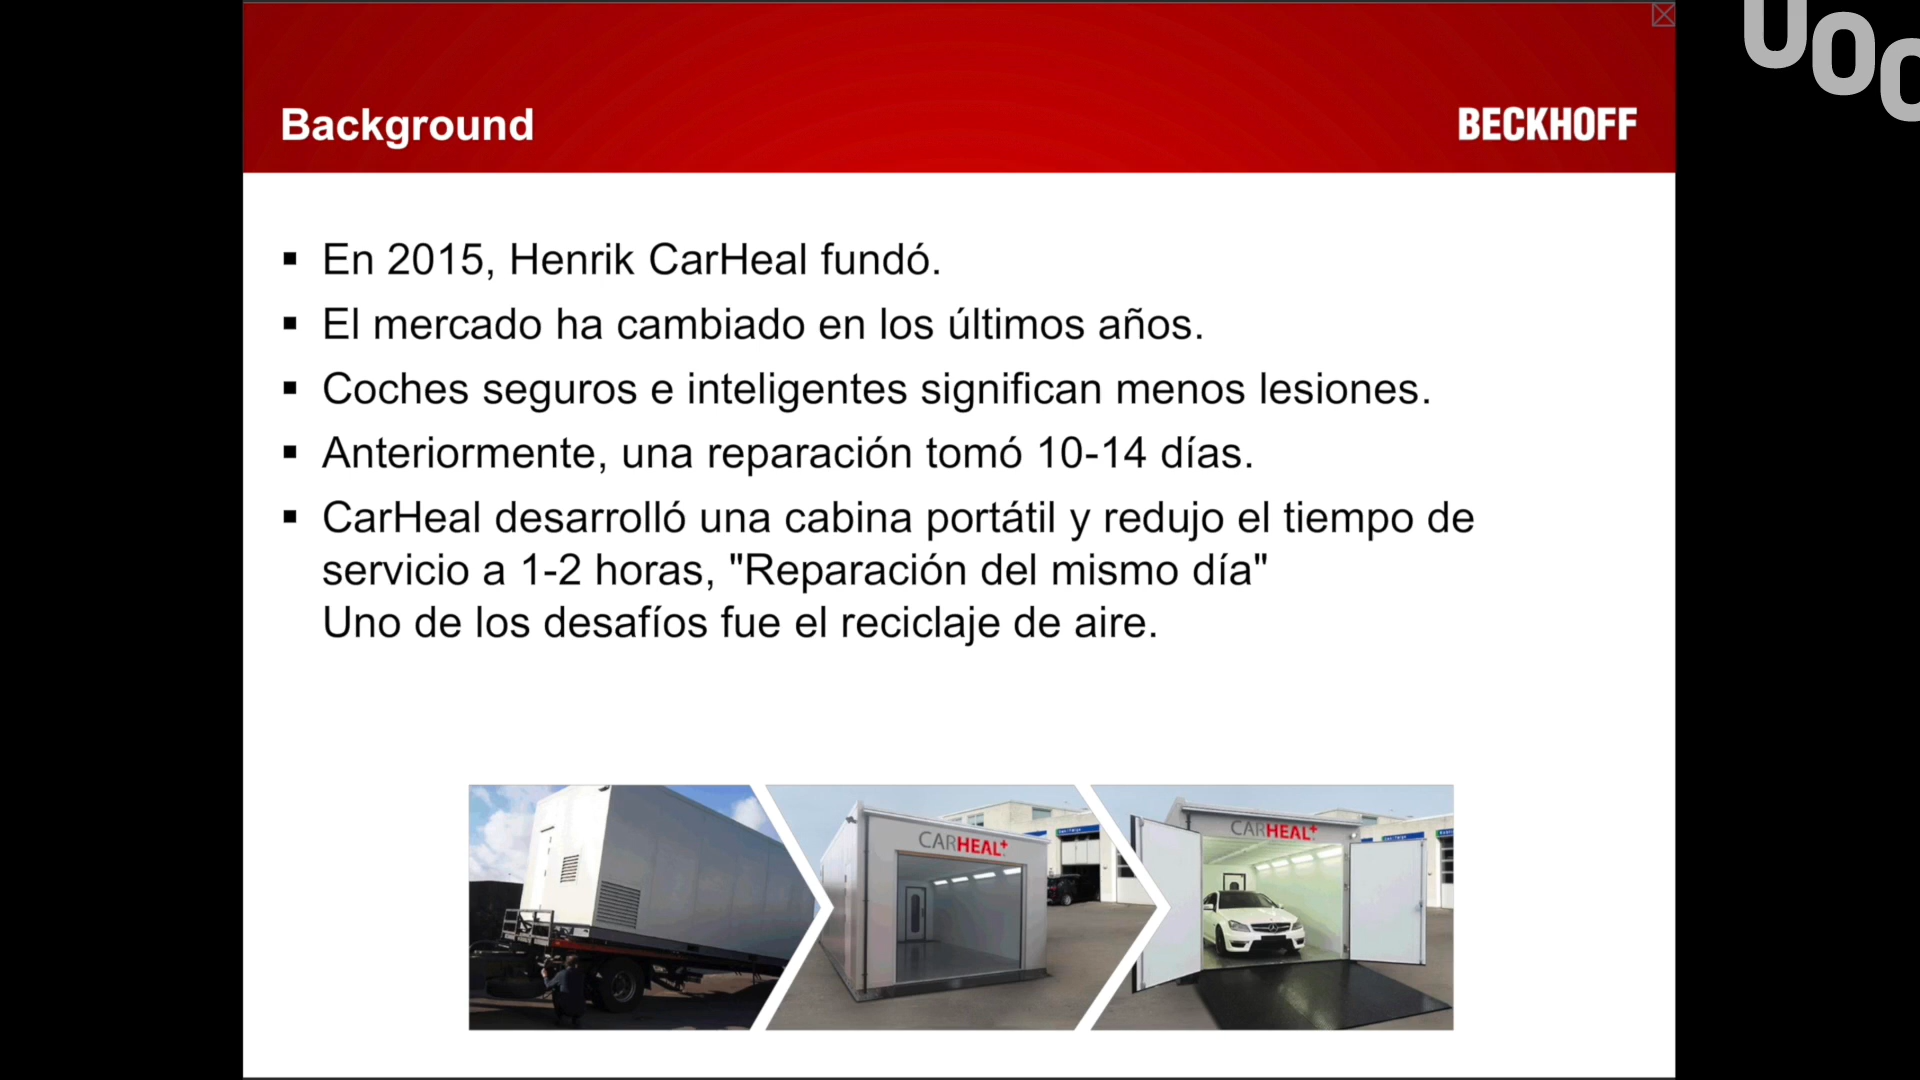 UOC
Background
BECKHOFF
▪ En 2015, Henrik CarHeal fundó.
▪ El mercado ha cambiado en los últimos años.
▪ Coches seguros e inteligentes significan menos lesiones.
▪ Anteriormente, una reparación tomó 10-14 días.
▪ CarHeal desarrolló una cabina portátil y redujo el tiempo de
servicio a 1-2 horas, "Reparación del mismo día"
Uno de los desafíos fue el reciclaje de aire.
CARHEAL+
CARHEAL+